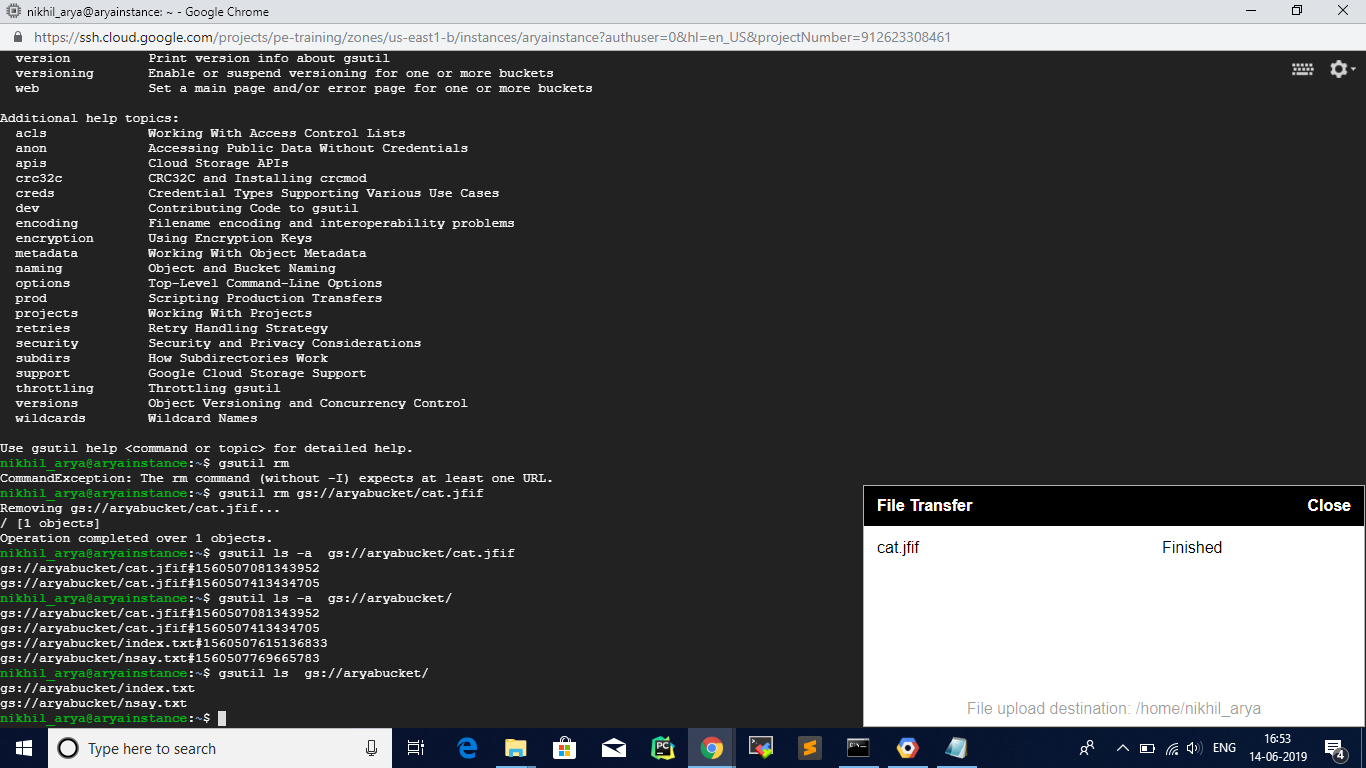 nikhil_arya@aryainstance: ~ - Google Chrome
https://ssh.cloud.google.com/projects/pe-training/zones/us-east1-b/instances/aryainstance?authuser=0&hl=en_US&projectNumber=912623308461
version Print version info about gsutil
versioning Enable or suspend versioning for one or more buckets
web Set a main page and/or error page for one or more buckets
Additional help topics:
acls Working With Access Control Lists
anon Accessing Public Data Without Credentials
apis Cloud Storage APIs
crc32c CRC32C and Installing crcmod
creds Credential Types Supporting Various Use Cases
dev Contributing Code to gsutil
encoding Filename encoding and interoperability problems
encryption Using Encryption Keys
metadata Working With Object Metadata
naming Object and Bucket Naming
options Top-Level Command-Line Options
prod Scripting Production Transfers
projects Working With Projects
retries Retry Handling Strategy
security Security and Privacy Considerations
subdirs How Subdirectories Work
support Google Cloud Storage Support
throttling Throttling gsutil
versions Object Versioning and Concurrency Control
wildcards Wildcard Names
Use gsutil help <command or topic> for detailed help.
nikhil_arya@aryainstance:~$ gsutil rm
CommandException: The rm command (without -I) expects at least one URL.
nikhil_arya@aryainstance:~$ gsutil rm gs://aryabucket/cat.jfif
Removing gs://aryabucket/cat.jfif...
/ [1 objects]
Operation completed over 1 objects.
nikhil_arya@aryainstance:~$ gsutil ls -a  gs://aryabucket/cat.jfif
gs://aryabucket/cat.jfif#1560507081343952
gs://aryabucket/cat.jfif#1560507413434705
nikhil_arya@aryainstance:~$ gsutil ls -a  gs://aryabucket/
gs://aryabucket/cat.jfif#1560507081343952
gs://aryabucket/cat.jfif#1560507413434705
gs://aryabucket/index.txt#1560507615136833
gs://aryabucket/nsay.txt#1560507769665783
nikhil_arya@aryainstance:~$ gsutil ls  gs://aryabucket/
gs://aryabucket/index.txt
gs://aryabucket/nsay.txt
nikhil_arya@aryainstance:~$
File Transfer Close
cat.jfif Finished
File upload destination: /home/nikhil_arya
Type here to search
PC
ENG
16:53
14-06-2019
4